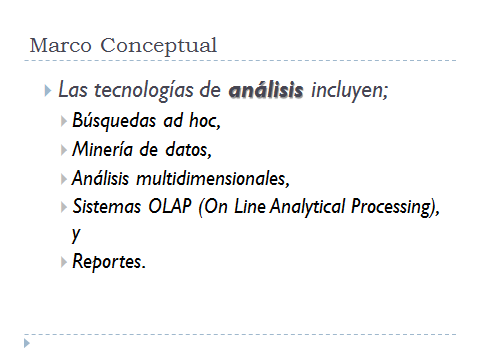 Marco Conceptual
Las tecnologías de análisis incluyen;
Búsquedas ad hoc,
Minería de datos,
Análisis multidimensionales,
Sistemas OLAP (On Line Analytical Processing),
y
Reportes.